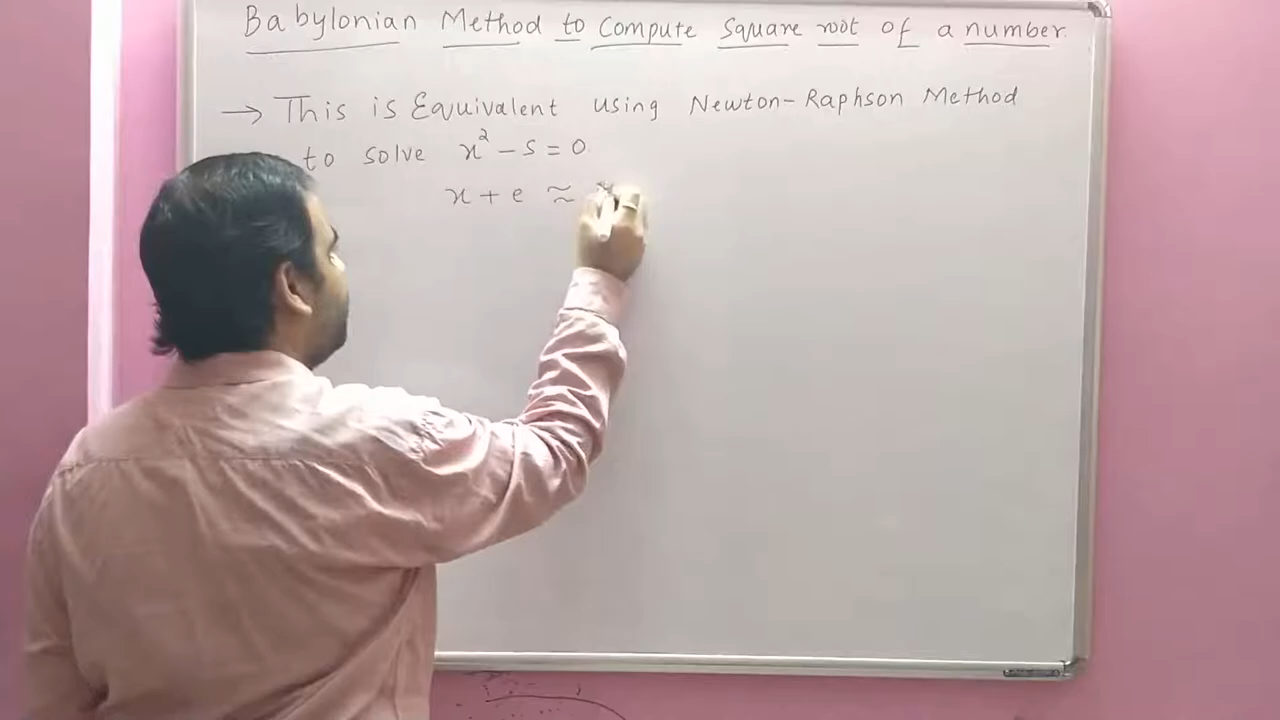 Babylonian Method to Compute Square root of a number
→ This is Equivalent using Newton-Raphson Method
to solve x² - s = 0
x + e ≈